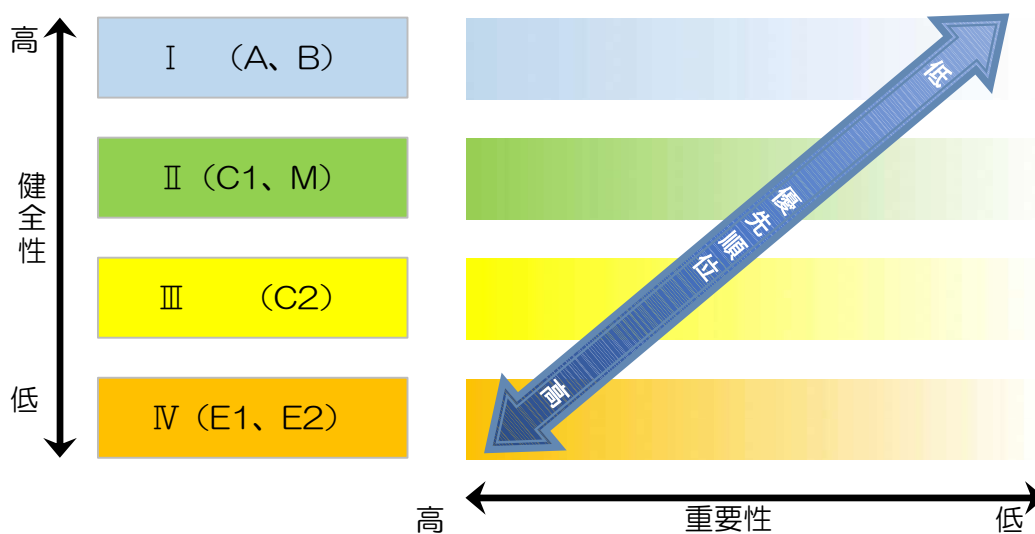 高
健全性
低
Ⅰ （A、B）
Ⅱ（C1、M）
Ⅲ （C2）
Ⅳ（E1、E2）
低
優先順位
高
高
重要性
低